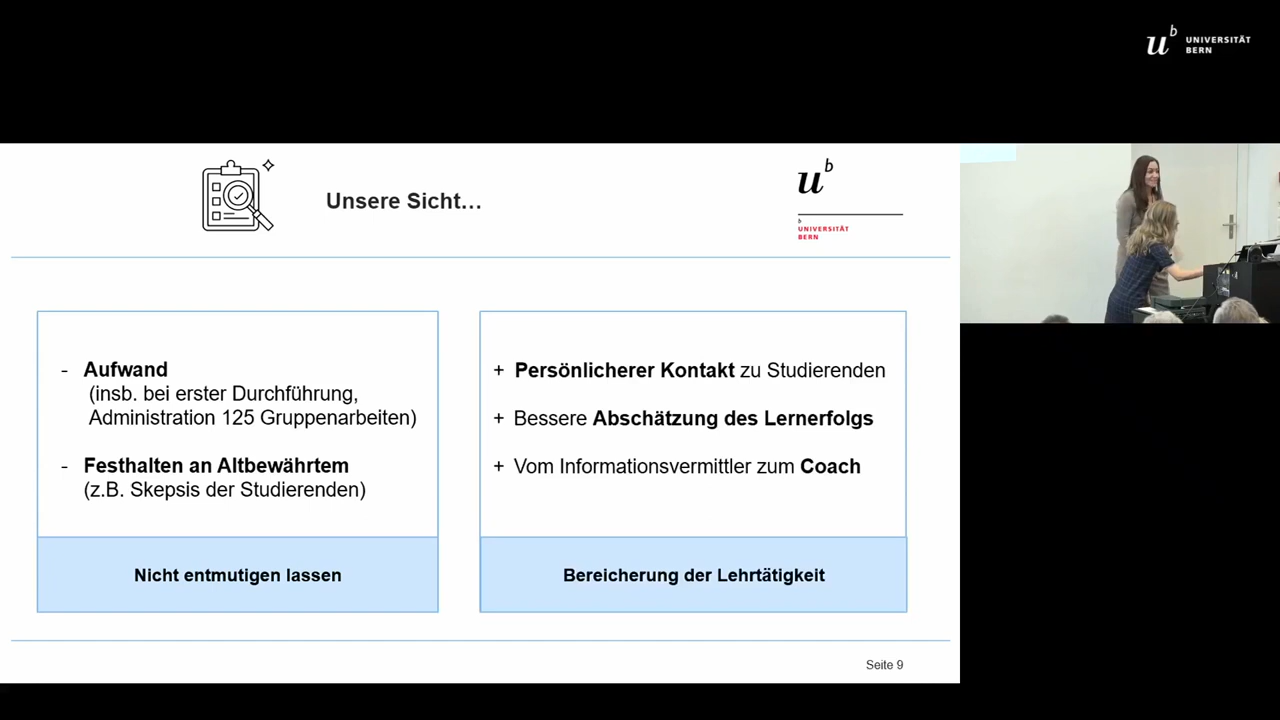 u^b UNIVERSITÄT
BERN
Unsere Sicht...
u^b
b
UNIVERSITÄT
BERN
- Aufwand
(insb. bei erster Durchführung,
Administration 125 Gruppenarbeiten)
- Festhalten an Altbewährtem
(z.B. Skepsis der Studierenden)
Nicht entmutigen lassen
+ Persönlicherer Kontakt zu Studierenden
+ Bessere Abschätzung des Lernerfolgs
+ Vom Informationsvermittler zum Coach
Bereicherung der Lehrtätigkeit
Seite 9